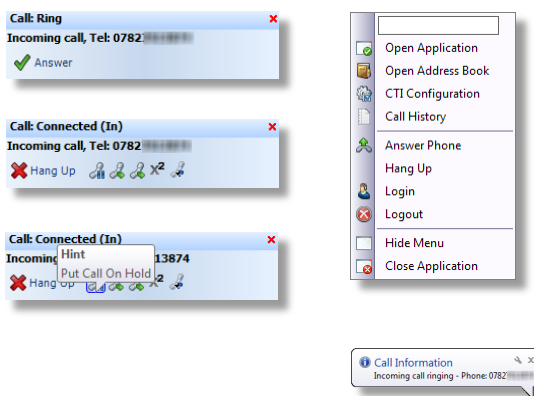 Call: Ring
Incoming call, Tel: 0782
Answer
Call: Connected (In)
Incoming call, Tel: 0782
Hang Up X²
Call: Connected (In)
Hint
Incoming 13874
Put Call On Hold
Hang Up X²
Open Application
Open Address Book
CTI Configuration
Call History
Answer Phone
Hang Up
Login
Logout
Hide Menu
Close Application
Call Information
Incoming call ringing - Phone: 0782